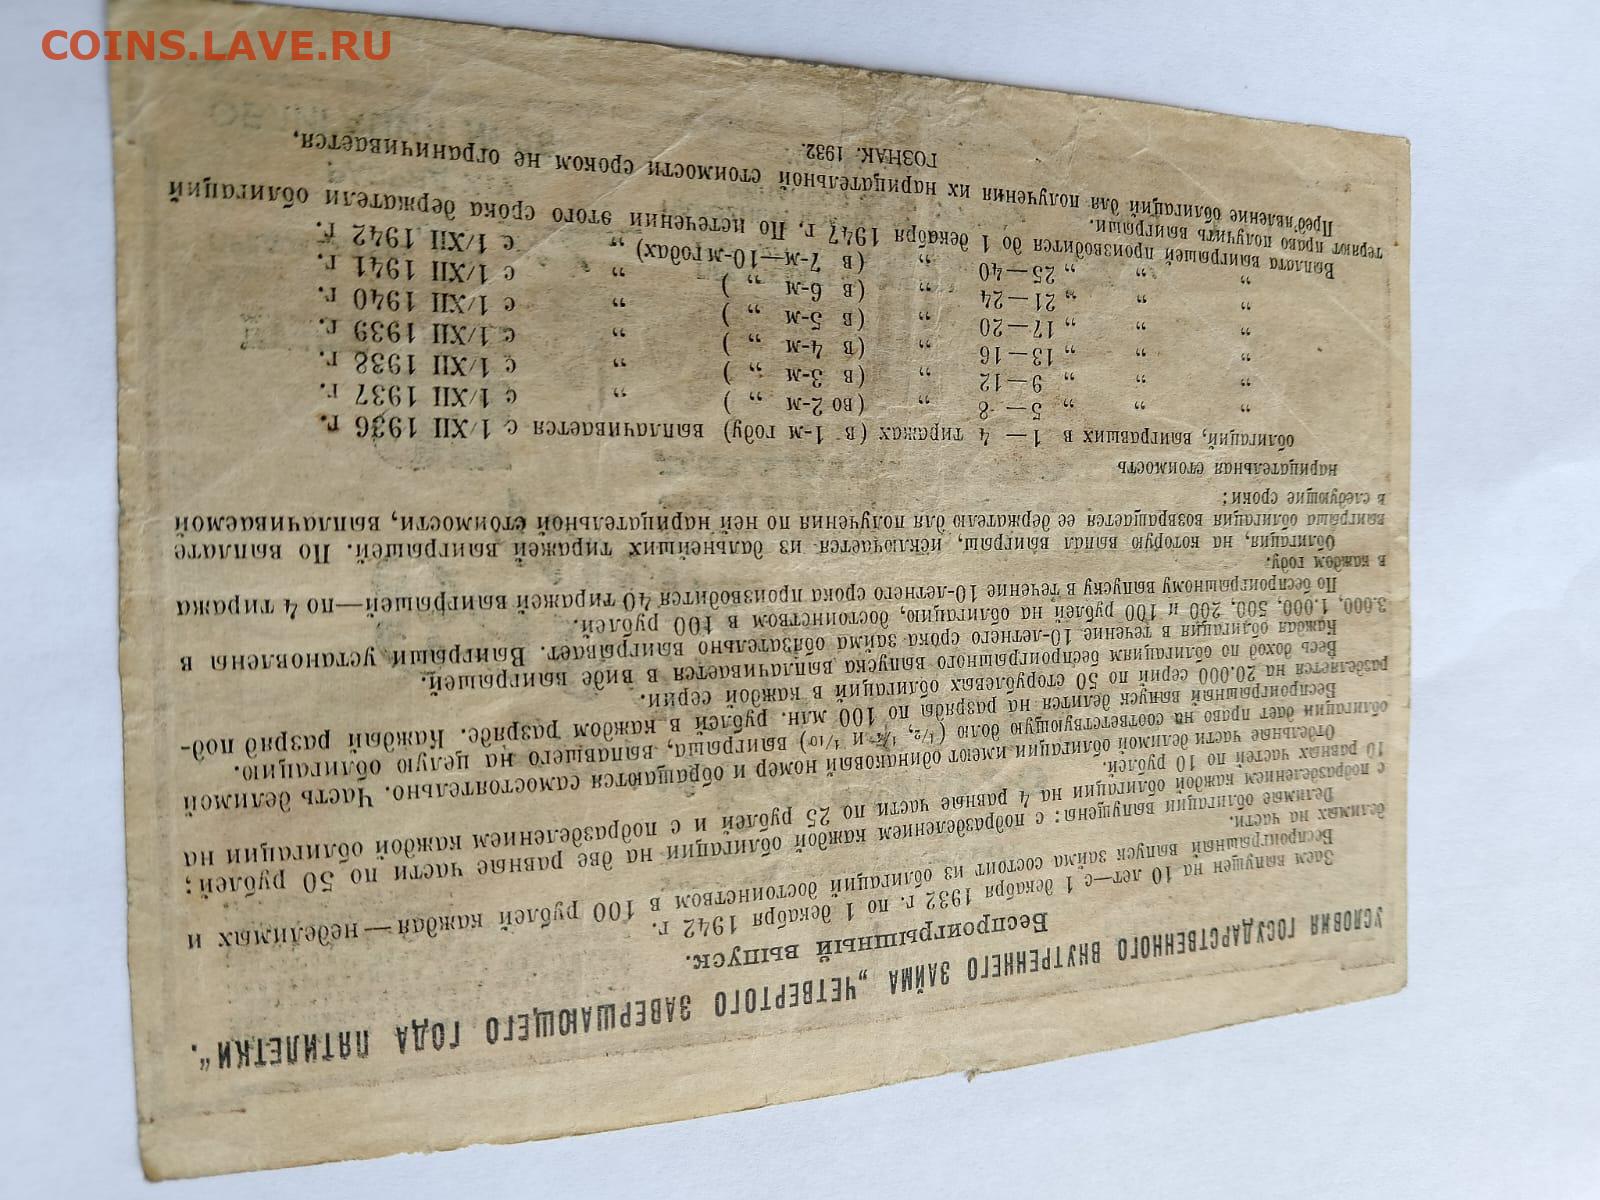 COINS.LAVE.RU
УСЛОВИЯ ГОСУДАРСТВЕННОГО ВНУТРЕННЕГО ЗАЙМА „ЧЕТВЕРТОГО ЗАВЕРШАЮЩЕГО ГОДА ПЯТИЛЕТКИ“.
Беспроигрышный выпуск.
Заем выпущен на 10 лет—с 1 декабря 1932 г. по 1 декабря 1942 г.
Беспроигрышный выпуск займа состоит из облигаций достоинством в 100 рублей каждая—неделимых и
делимых на части.
Делимые облигации выпущены: с подразделением каждой облигации на две равные части по 50 рублей;
с подразделением каждой облигации на 4 равные части по 25 рублей и с подразделением каждой облигации на
10 равных частей по 10 рублей.
Отдельные части делимой облигации имеют одинаковый номер и обращаются самостоятельно. Часть делимой
облигации дает право на соответствующую долю (1/2, 1/4 и 1/10) выигрыша, выпавшего на целую облигацию.
Беспроигрышный выпуск делится на разряды по 100 млн. рублей в каждом разряде. Каждый разряд под-
разделяется на 20.000 серий по 50 сторублевых облигаций в каждой серии.
Весь доход по облигациям беспроигрышного выпуска выплачивается в виде выигрышей.
Каждая облигация в течение 10-летнего срока займа обязательно выигрывает. Выигрыши установлены в
3.000, 1.000, 500, 200 и 100 рублей на облигацию, достоинством в 100 рублей.
По беспроигрышному выпуску в течение 10-летнего срока производится 40 тиражей выигрышей—по 4 тиража
в каждом году.
Облигация, на которую выпал выигрыш, исключается из дальнейших тиражей выигрышей. По выплате
выигрыша облигация возвращается ее держателю для получения по ней нарицательной стоимости, выплачиваемой
в следующие сроки:
нарицательная стоимость
облигаций, выигравших в 1— 4 тиражах (в 1-м году) выплачивается с 1/XII 1936 г.
„ „ „ 5— 8 „ (во 2-м „ ) „ с 1/XII 1937 г.
„ „ „ 9—12 „ (в 3-м „ ) „ с 1/XII 1938 г.
„ „ „ 13—16 „ (в 4-м „ ) „ с 1/XII 1939 г.
„ „ „ 17—20 „ (в 5-м „ ) „ с 1/XII 1940 г.
„ „ „ 21—24 „ (в 6-м „ ) „ с 1/XII 1941 г.
„ „ „ 25—40 „ (в 7-м—10-м годах) „ с 1/XII 1942 г.
Выплата выигрышей производится до 1 декабря 1947 г. По истечении этого срока держатели облигаций
теряют право получить выигрыши.
Пред'явление облигаций для получения их нарицательной стоимости сроком не ограничивается.
ГОЗНАК. 1932.